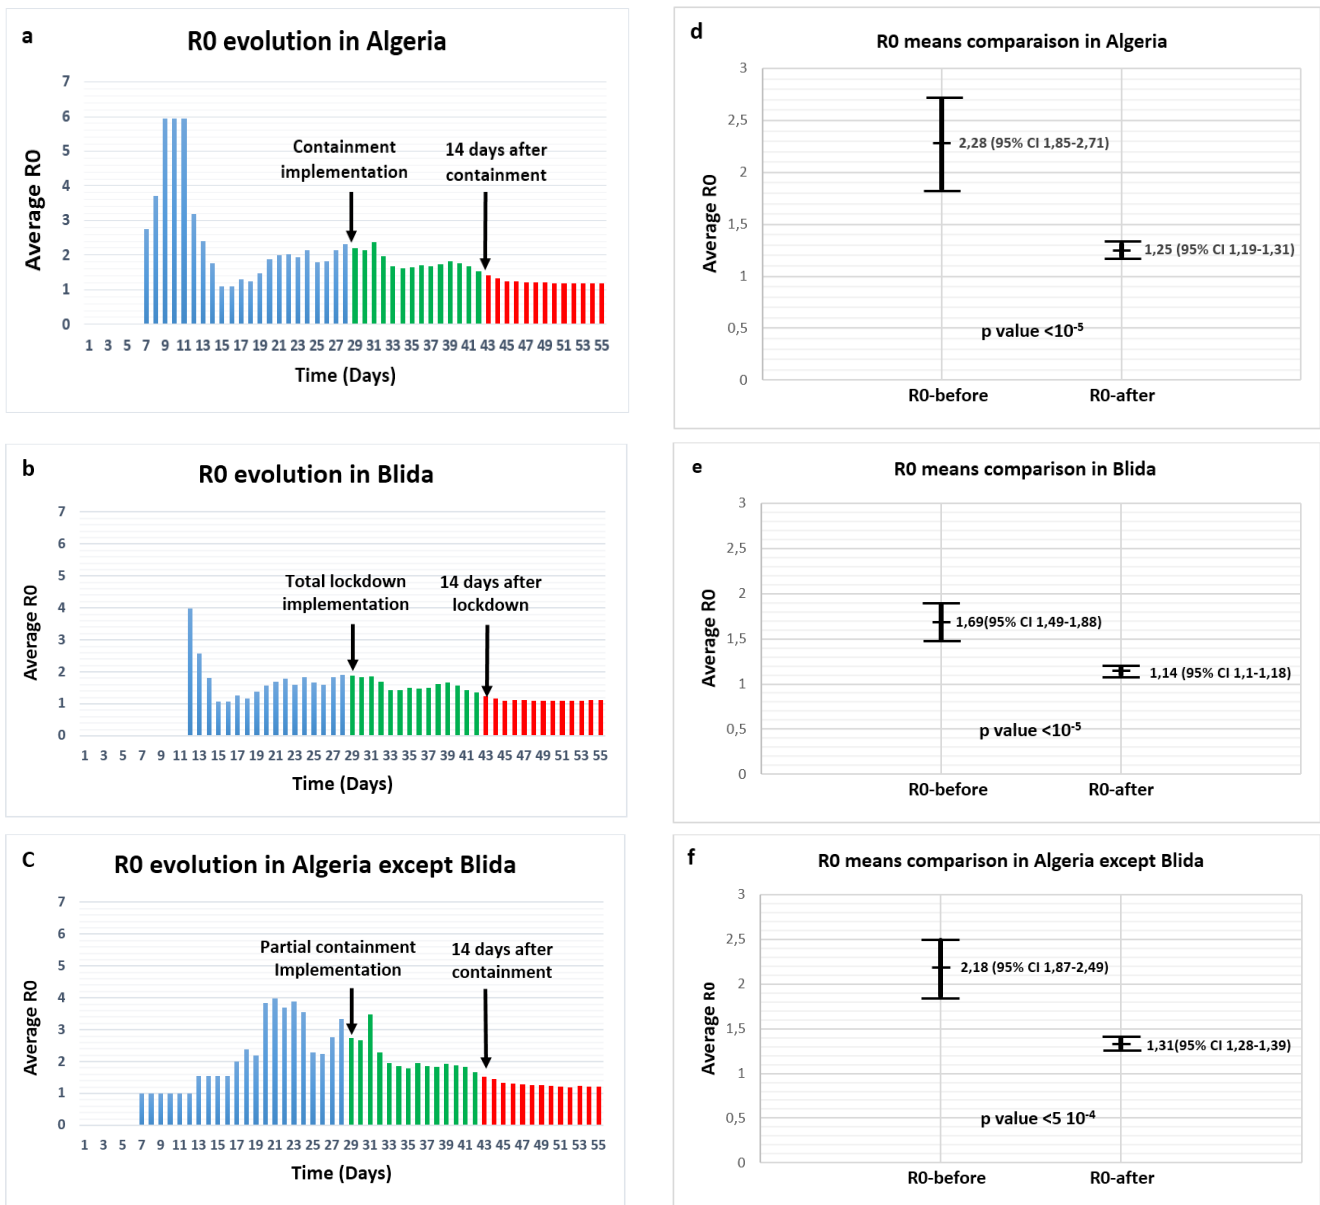 a
R0 evolution in Algeria
7
6
5
4
3
2
1
0
Average R0
Containment
implementation
14 days after
containment
1 3 5 7 9 11 13 15 17 19 21 23 25 27 29 31 33 35 37 39 41 43 45 47 49 51 53 55
Time (Days)
d
R0 means comparaison in Algeria
3
2,5
2
1,5
1
0,5
0
Average R0
2,28 (95% CI 1,85-2,71)
1,25 (95% CI 1,19-1,31)
p value <10-5
R0-before R0-after
b
R0 evolution in Blida
7
6
5
4
3
2
1
0
Average R0
Total lockdown
implementation
14 days after
lockdown
1 3 5 7 9 11 13 15 17 19 21 23 25 27 29 31 33 35 37 39 41 43 45 47 49 51 53 55
Time (Days)
e
R0 means comparison in Blida
3
2,5
2
1,5
1
0,5
0
Average R0
1,69(95% CI 1,49-1,88)
1,14 (95% CI 1,1-1,18)
p value <10-5
R0-before R0-after
C
R0 evolution in Algeria except Blida
7
6
5
4
3
2
1
0
Average R0
Partial containment
Implementation
14 days after
containment
1 3 5 7 9 11 13 15 17 19 21 23 25 27 29 31 33 35 37 39 41 43 45 47 49 51 53 55
Time (Days)
f
R0 means comparison in Algeria except Blida
3
2,5
2
1,5
1
0,5
0
Average R0
2,18 (95% CI 1,87-2,49)
1,31(95% CI 1,28-1,39)
p value <5 10-4
R0-before R0-after